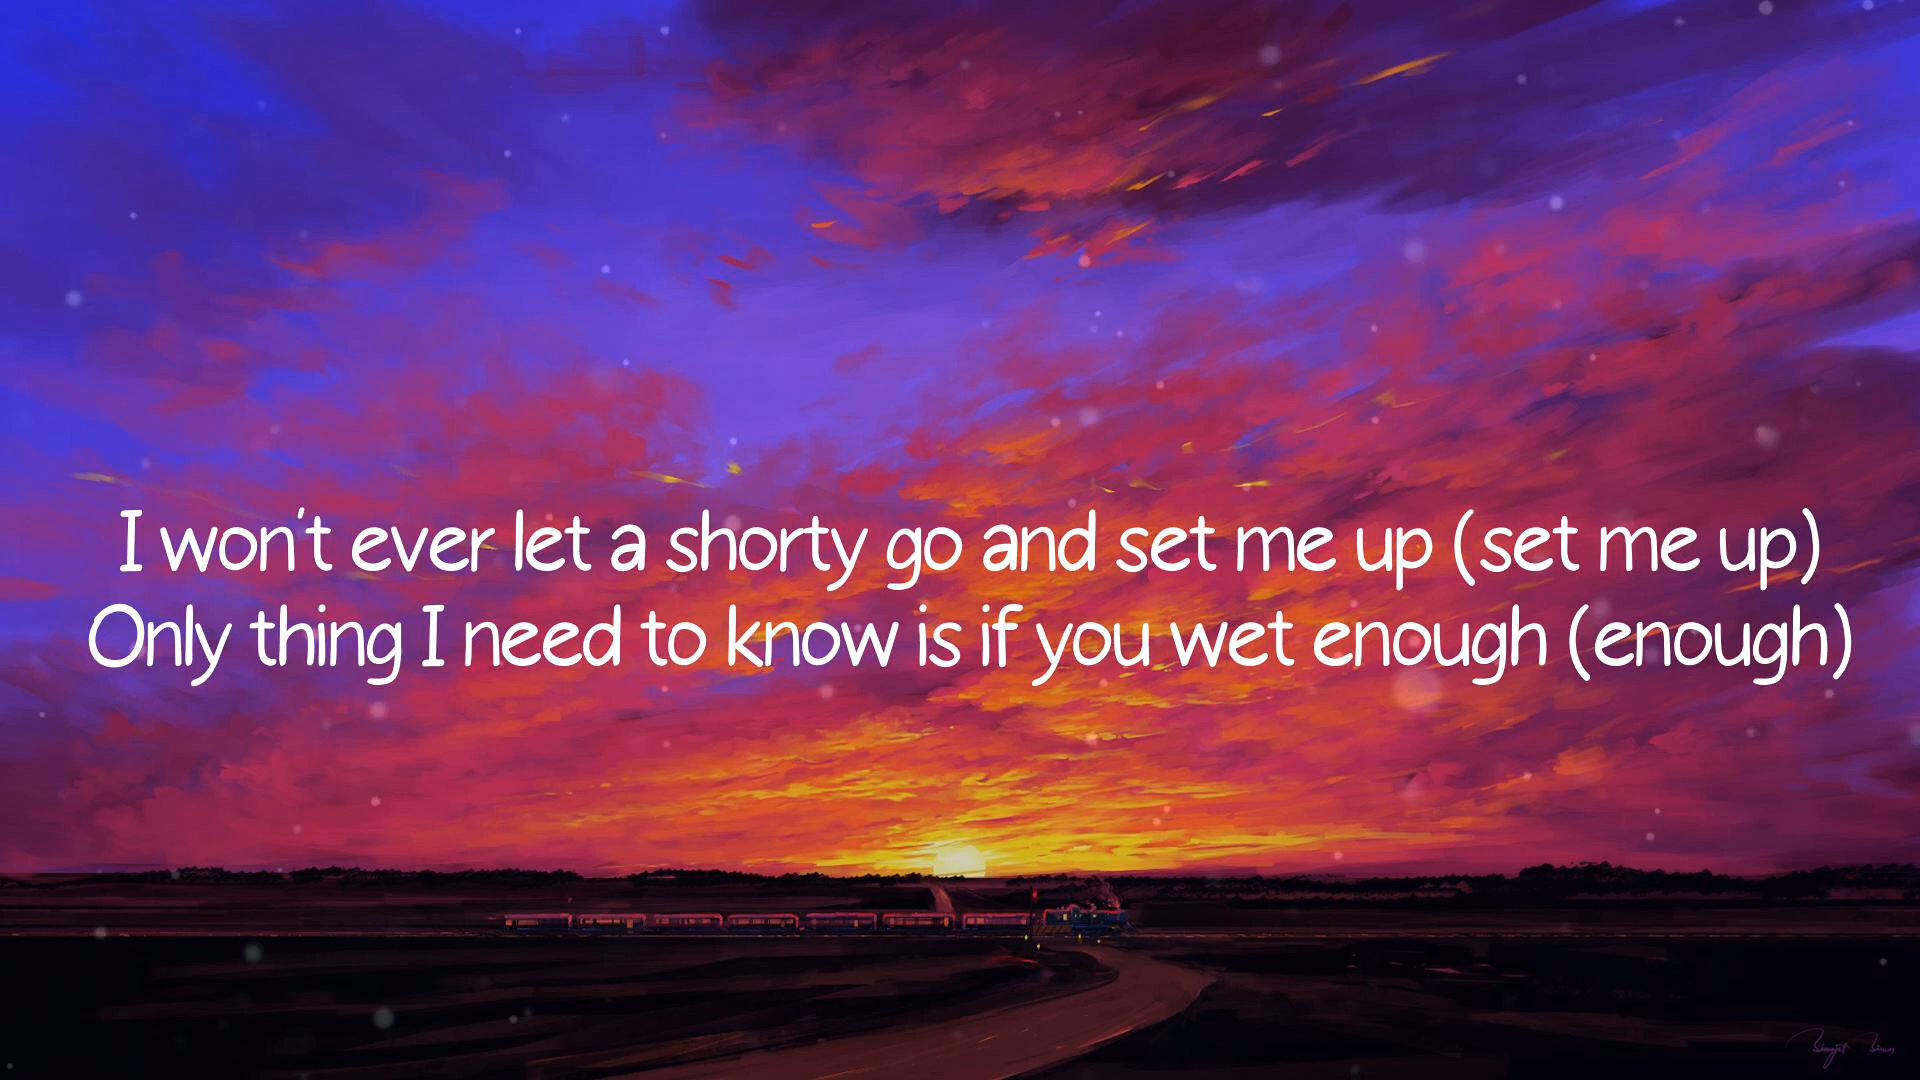 I won't ever let a shorty go and set me up (set me up)
Only thing I need to know is if you wet enough (enough)